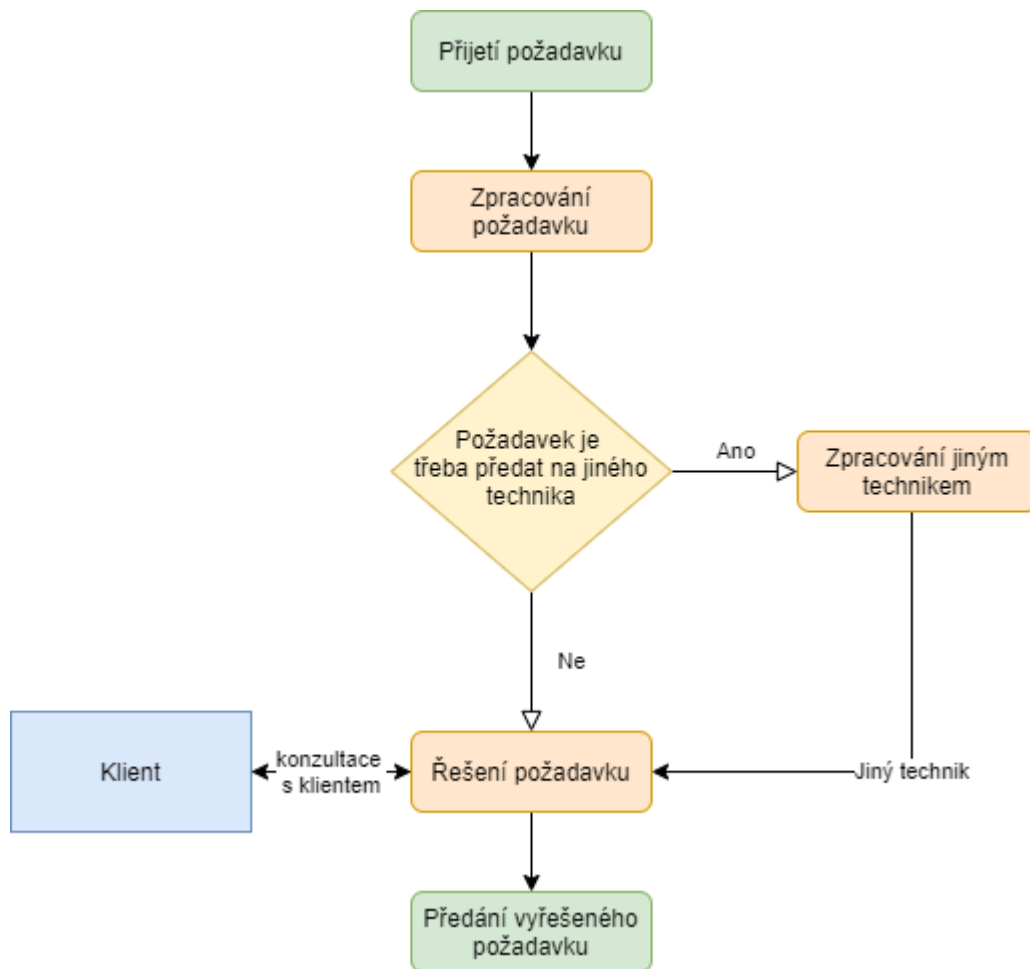 Přijetí požadavku
Zpracování
požadavku
Požadavek je
třeba předat na jiného
technika
Ano
Zpracování jiným
technikem
Ne
Klient
konzultace
s klientem
Řešení požadavku
Jiný technik
Předání vyřešeného
požadavku